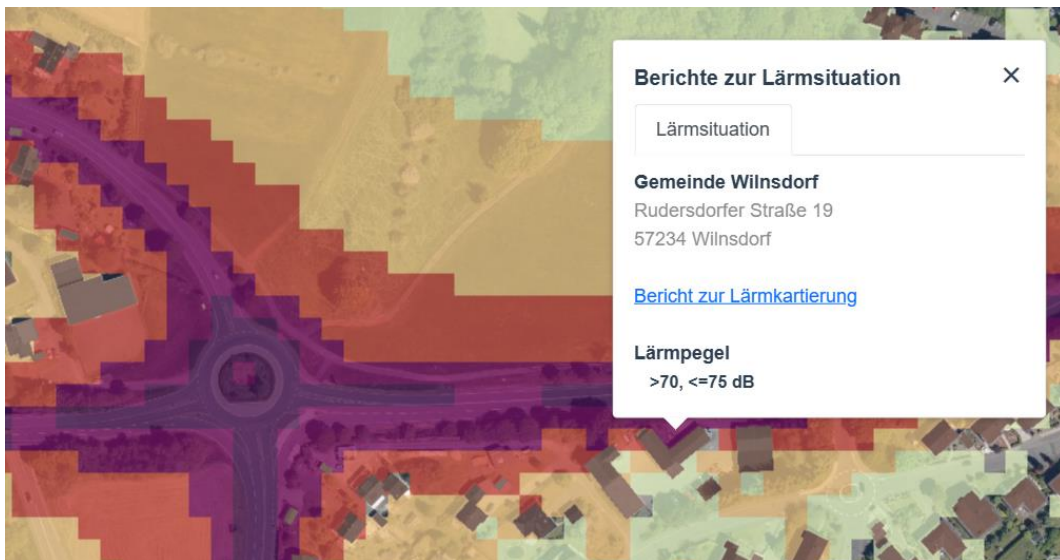 Berichte zur Lärmsituation
Lärmsituation
Gemeinde Wilnsdorf
Rudersdorfer Straße 19
57234 Wilnsdorf
Bericht zur Lärmkartierung
Lärmpegel
>70, <=75 dB